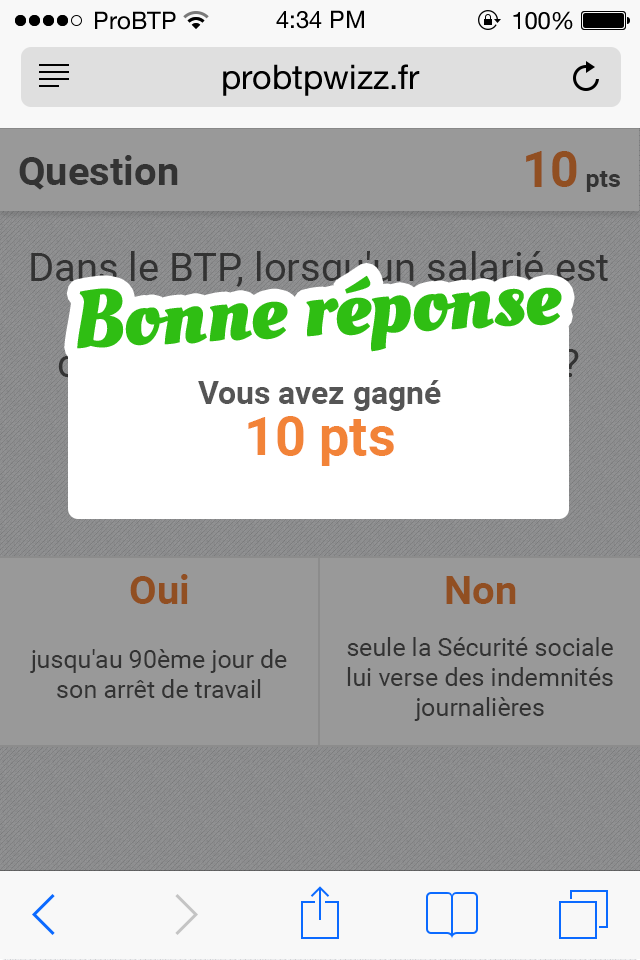 ProBTP 4:34 PM 100%
probtpwizz.fr
Question 10 pts
Dans le BTP, lorsqu'un salarié est
?
Bonne réponse
Vous avez gagné
10 pts
Oui
jusqu'au 90ème jour de
son arrêt de travail
Non
seule la Sécurité sociale
lui verse des indemnités
journalières